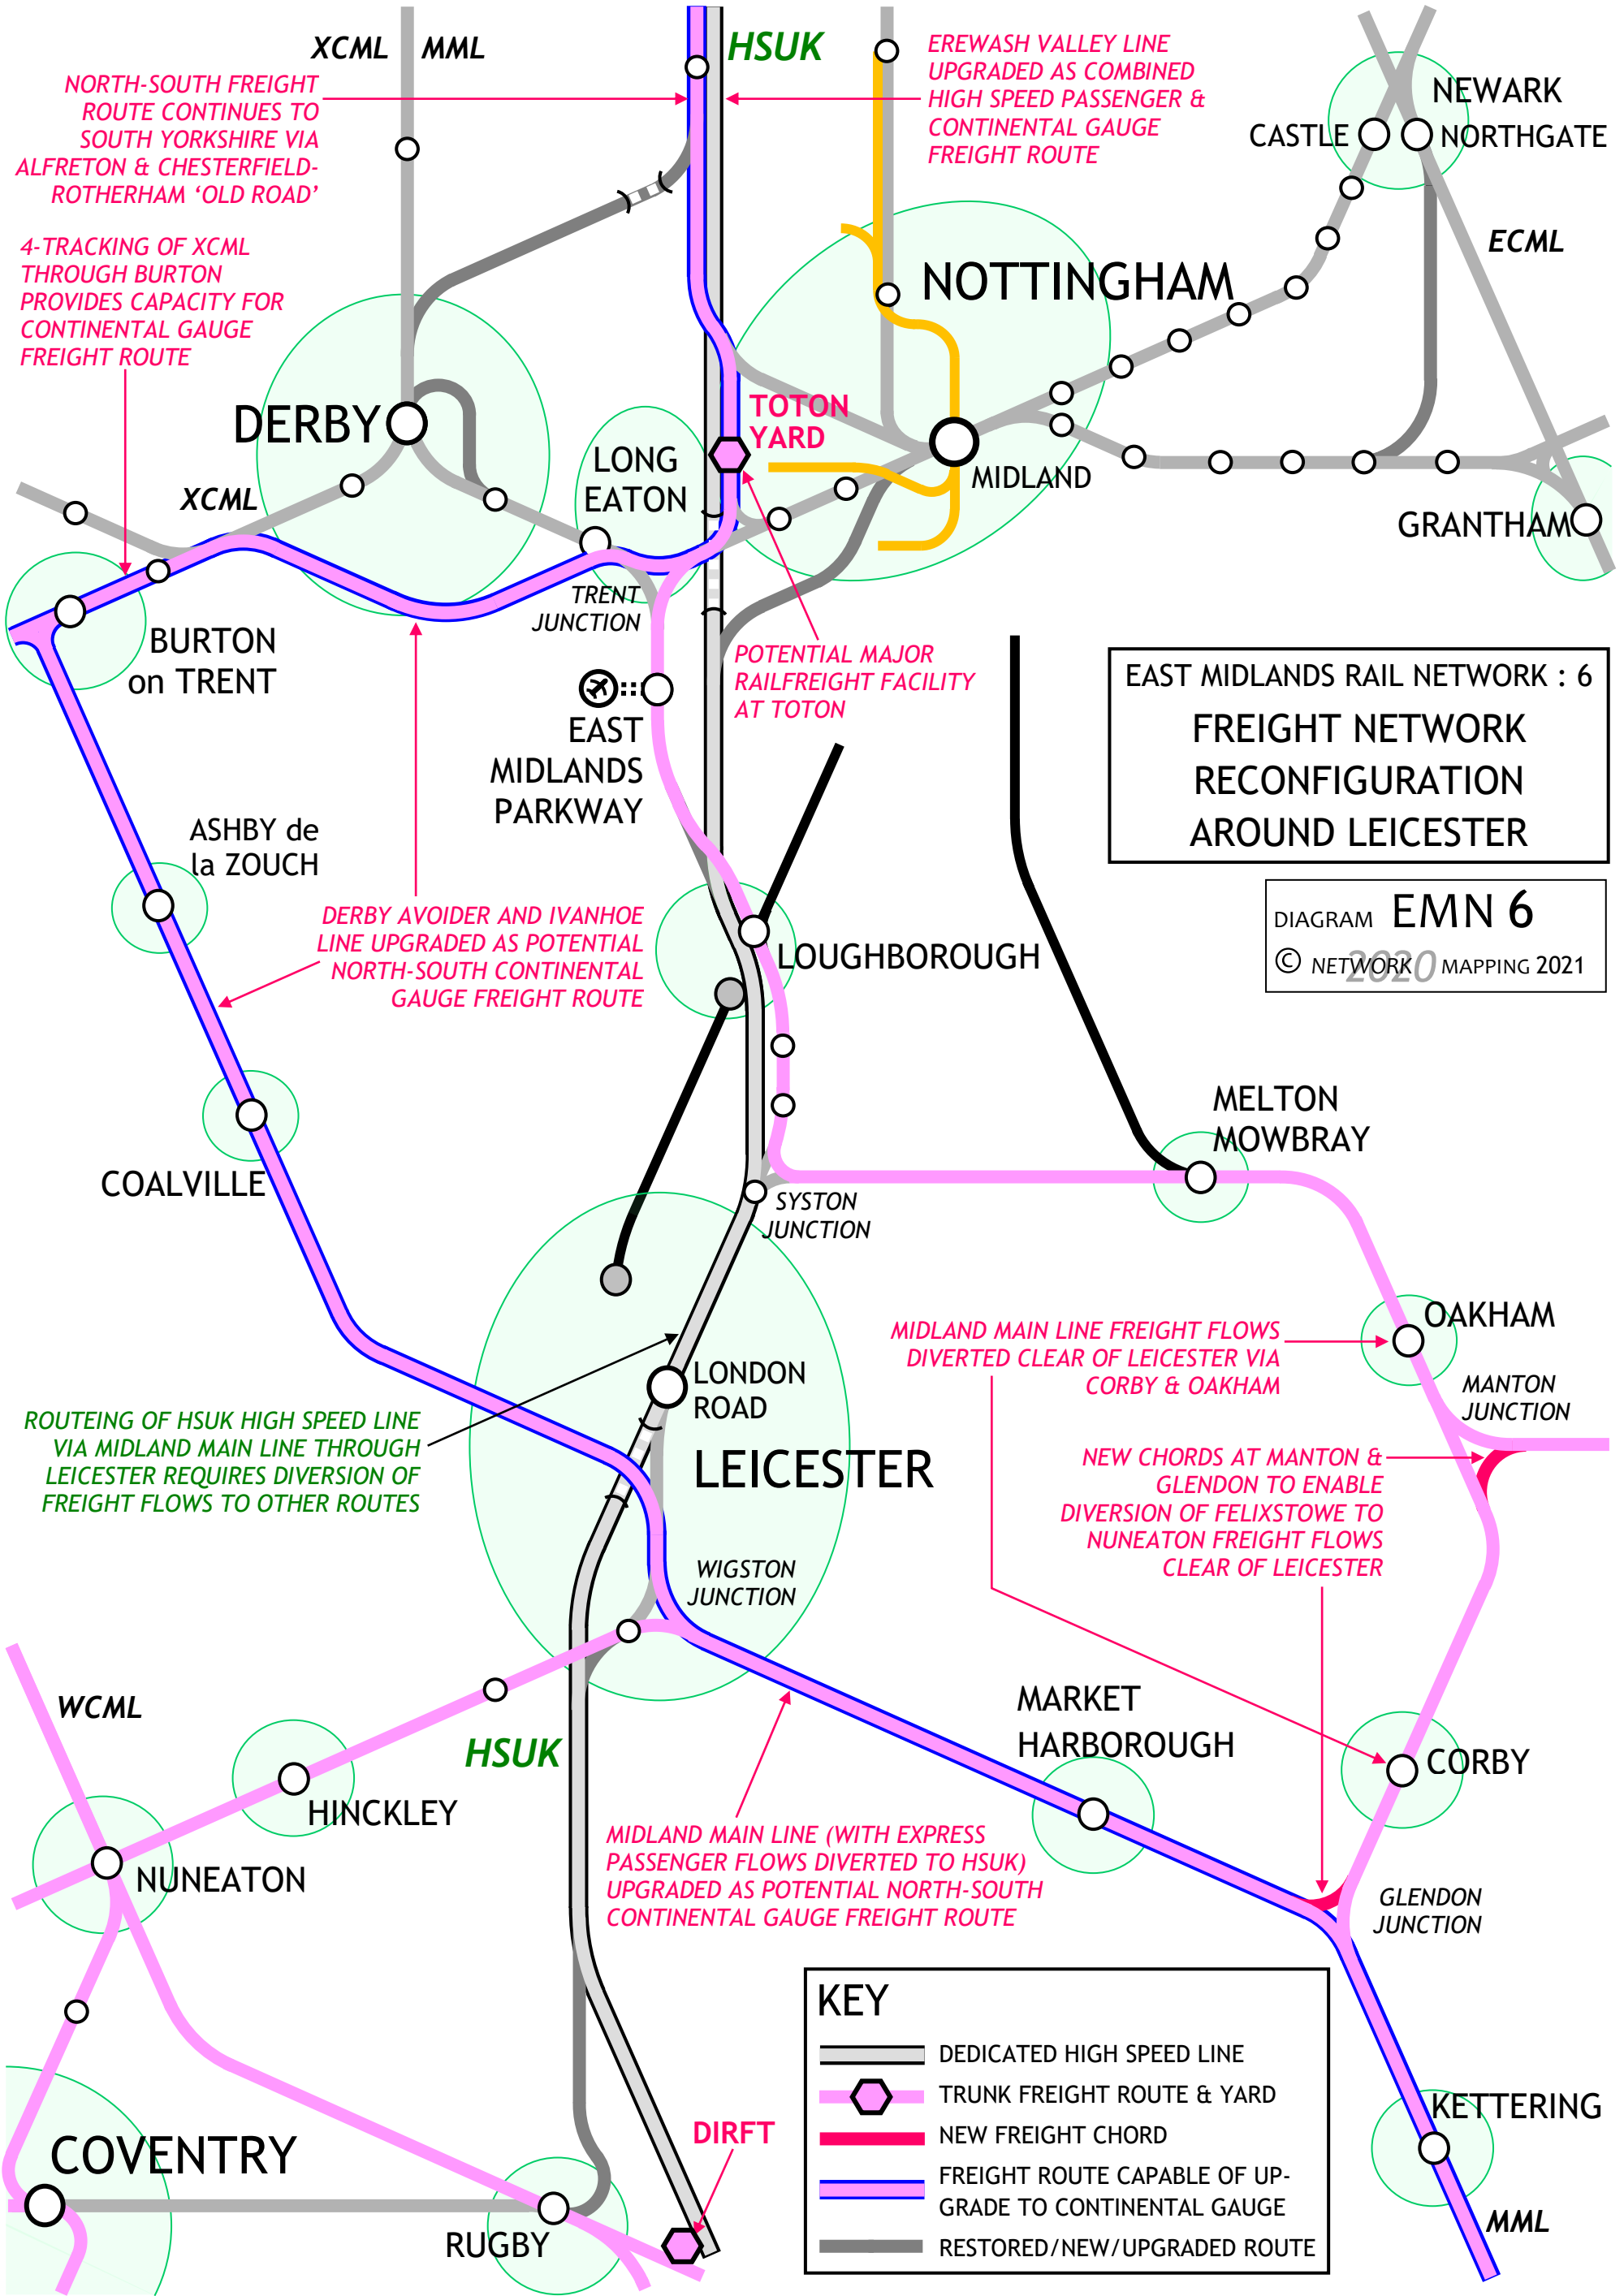 XCML
MML
HSUK
NORTH-SOUTH FREIGHT
ROUTE CONTINUES TO
SOUTH YORKSHIRE VIA
ALFRETON & CHESTERFIELD-
ROTHERHAM ‘OLD ROAD’
EREWASH VALLEY LINE
UPGRADED AS COMBINED
HIGH SPEED PASSENGER &
CONTINENTAL GAUGE
FREIGHT ROUTE
NEWARK
CASTLE
NORTHGATE
ECML
4-TRACKING OF XCML
THROUGH BURTON
PROVIDES CAPACITY FOR
CONTINENTAL GAUGE
FREIGHT ROUTE
NOTTINGHAM
DERBY
TOTON
YARD
LONG
EATON
MIDLAND
XCML
GRANTHAM
TRENT
JUNCTION
BURTON
on TRENT
POTENTIAL MAJOR
RAILFREIGHT FACILITY
AT TOTON
EAST
MIDLANDS
PARKWAY
EAST MIDLANDS RAIL NETWORK : 6
FREIGHT NETWORK
RECONFIGURATION
AROUND LEICESTER
DIAGRAM EMN 6
© NETWORK 2020 MAPPING 2021
ASHBY de
la ZOUCH
DERBY AVOIDER AND IVANHOE
LINE UPGRADED AS POTENTIAL
NORTH-SOUTH CONTINENTAL
GAUGE FREIGHT ROUTE
LOUGHBOROUGH
COALVILLE
MELTON
MOWBRAY
SYSTON
JUNCTION
OAKHAM
MIDLAND MAIN LINE FREIGHT FLOWS
DIVERTED CLEAR OF LEICESTER VIA
CORBY & OAKHAM
MANTON
JUNCTION
LONDON
ROAD
ROUTEING OF HSUK HIGH SPEED LINE
VIA MIDLAND MAIN LINE THROUGH
LEICESTER REQUIRES DIVERSION OF
FREIGHT FLOWS TO OTHER ROUTES
LEICESTER
NEW CHORDS AT MANTON &
GLENDON TO ENABLE
DIVERSION OF FELIXSTOWE TO
NUNEATON FREIGHT FLOWS
CLEAR OF LEICESTER
WIGSTON
JUNCTION
WCML
HSUK
MARKET
HARBOROUGH
CORBY
HINCKLEY
NUNEATON
MIDLAND MAIN LINE (WITH EXPRESS
PASSENGER FLOWS DIVERTED TO HSUK)
UPGRADED AS POTENTIAL NORTH-SOUTH
CONTINENTAL GAUGE FREIGHT ROUTE
GLENDON
JUNCTION
KEY
DEDICATED HIGH SPEED LINE
TRUNK FREIGHT ROUTE & YARD
NEW FREIGHT CHORD
FREIGHT ROUTE CAPABLE OF UP-
GRADE TO CONTINENTAL GAUGE
RESTORED/NEW/UPGRADED ROUTE
KETTERING
MML
COVENTRY
DIRFT
RUGBY